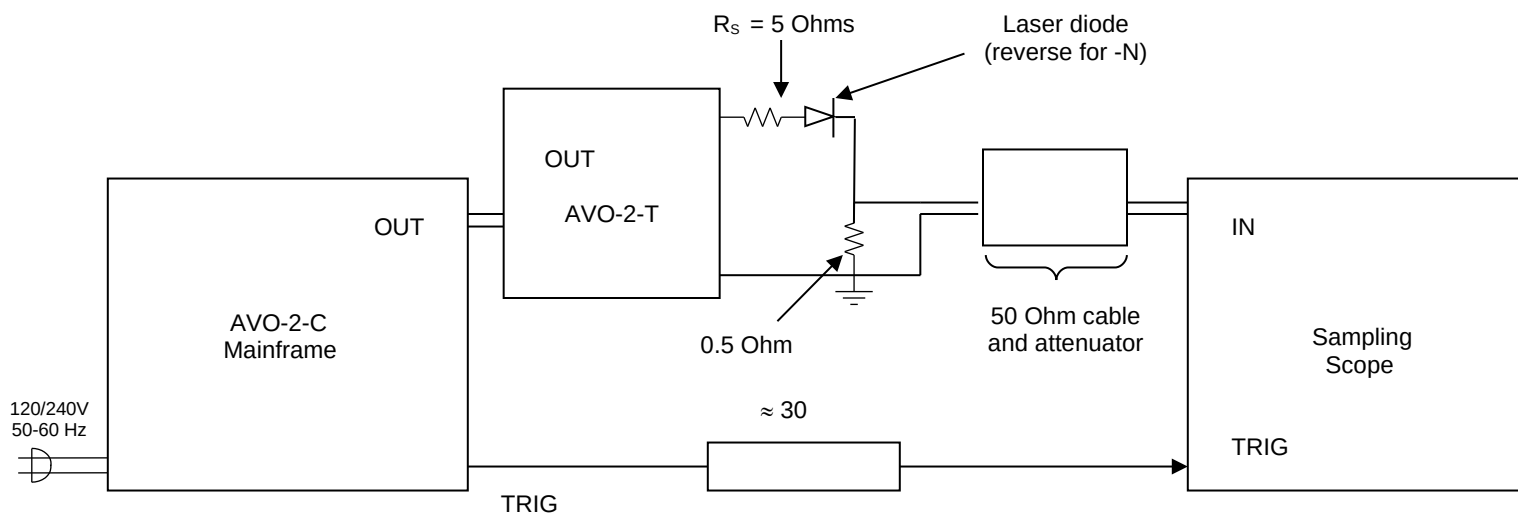 R_S = 5 Ohms
Laser diode
(reverse for -N)
OUT
AVO-2-T
OUT
AVO-2-C
Mainframe
120/240V
50-60 Hz
0.5 Ohm
50 Ohm cable
and attenuator
IN
Sampling
Scope
≈ 30
TRIG
TRIG